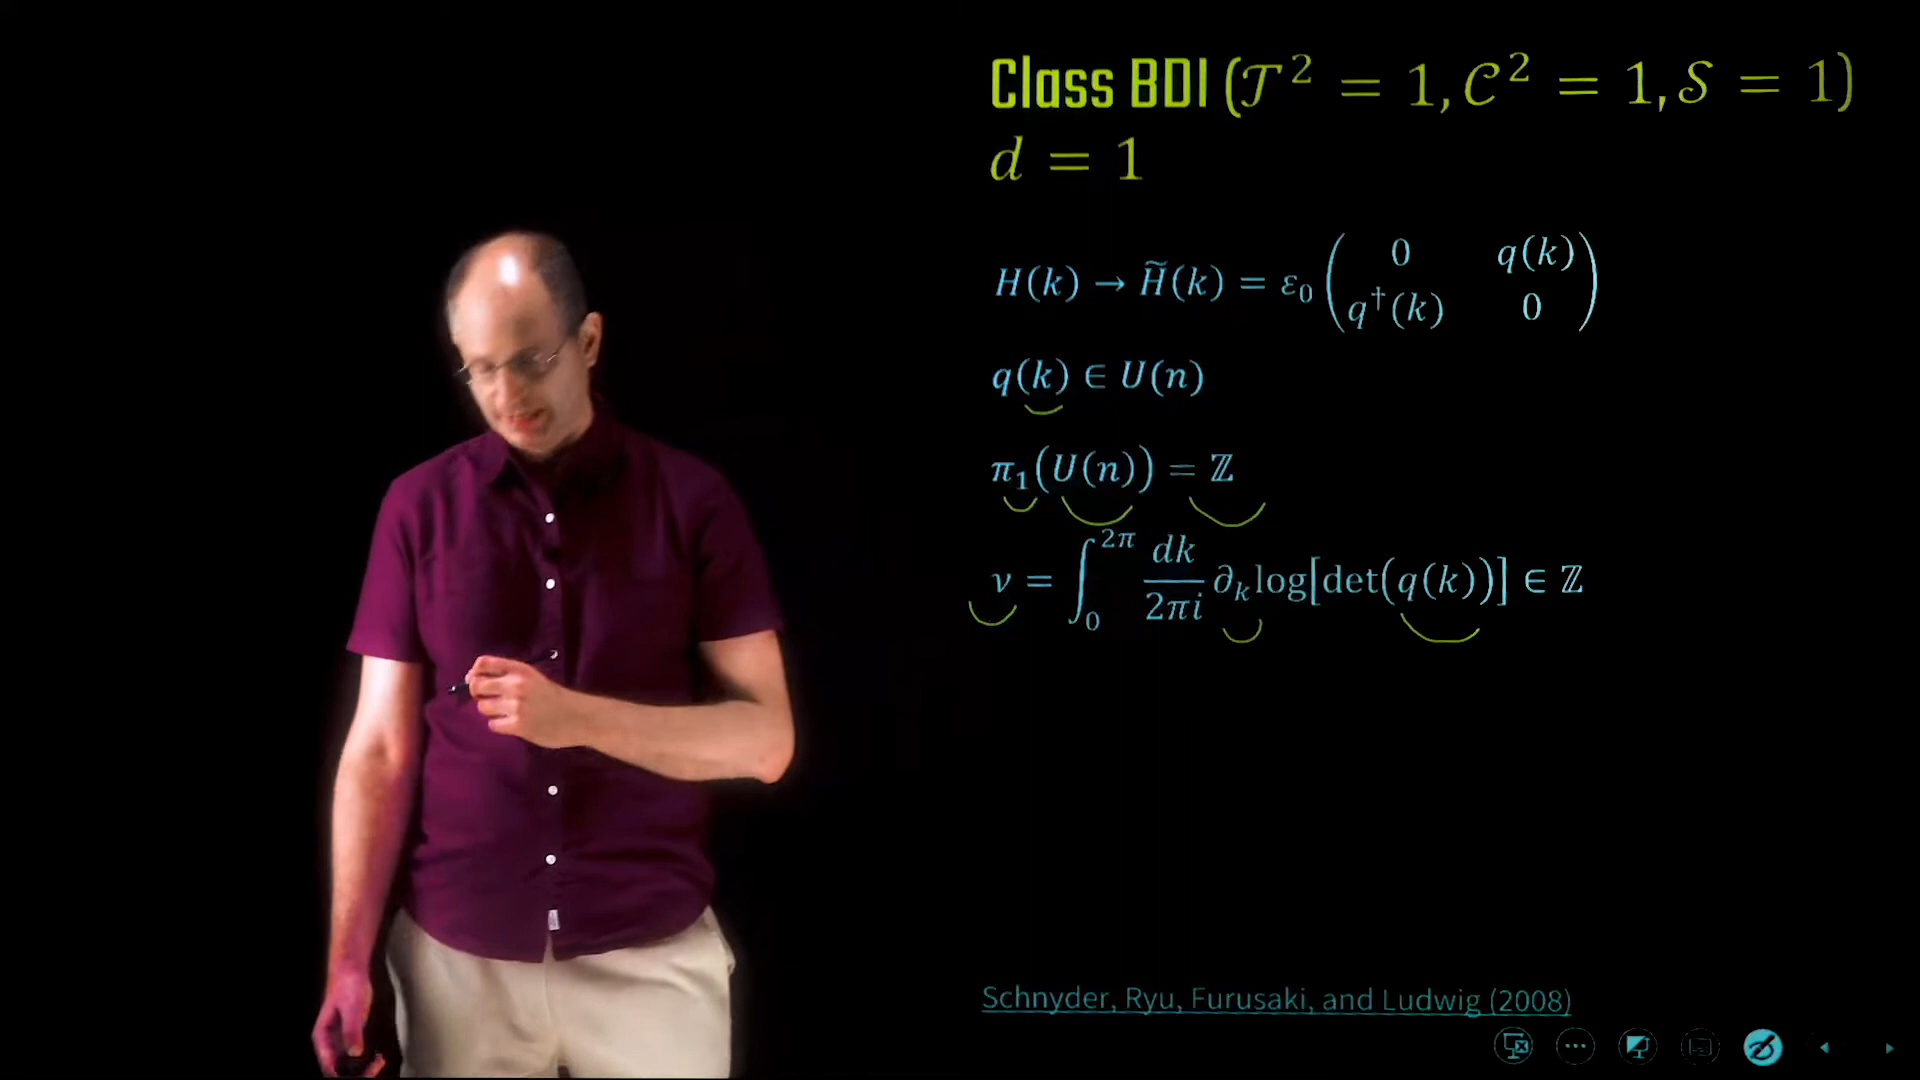 Class BDI (𝒯² = 1, 𝒞² = 1, 𝒮 = 1)
d = 1
H(k) → H̃(k) = ε₀ ( 0 q(k) q†(k) 0 )
q(k) ∈ U(n)
π₁(U(n)) = ℤ
ν = ∫₀^2π dk/2πi ∂ₖlog[det(q(k))] ∈ ℤ
Schnyder, Ryu, Furusaki, and Ludwig (2008)